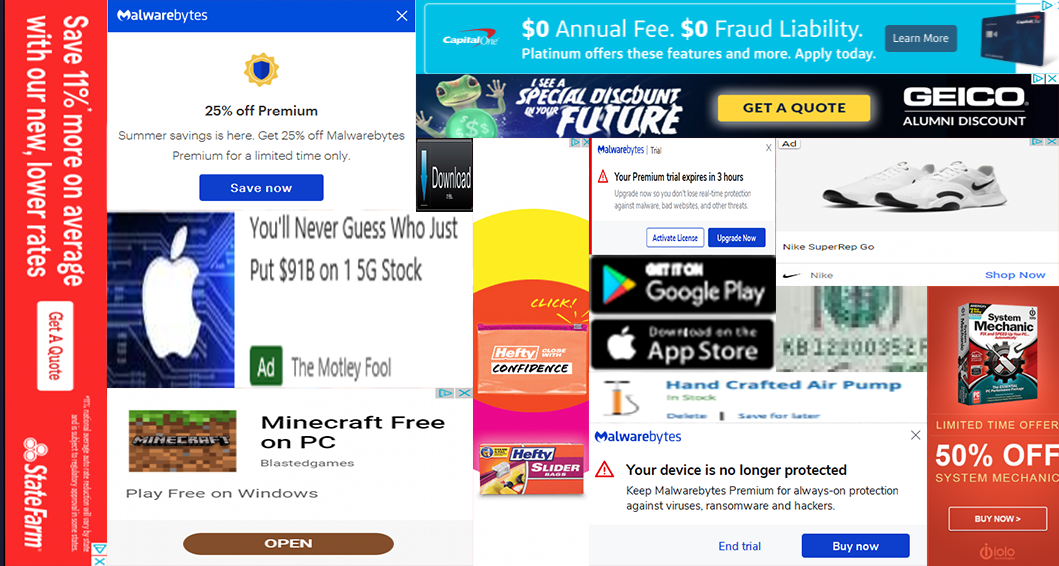 Save 11%* more on average
with our new, lower rates
Get A Quote
*11% national average auto rate reduction will vary by state
and is subject to regulatory approval in some states.
StateFarm
Malwarebytes
25% off Premium
Summer savings is here. Get 25% off Malwarebytes
Premium for a limited time only.
Save now
Capital One
$0 Annual Fee. $0 Fraud Liability.
Platinum offers these features and more. Apply today.
Learn More
I SEE A
SPECIAL DISCOUNT
IN YOUR
FUTURE
GET A QUOTE
GEICO
ALUMNI DISCOUNT
Download
You'll Never Guess Who Just
Put $91B on 1 5G Stock
Ad
The Motley Fool
Minecraft Free
on PC
MINECRAFT
Blastedgames
Play Free on Windows
OPEN
CLICK!
Hefty CLOSE WITH
CONFIDENCE
Hefty
SLIDER
BAGS
Malwarebytes | Trial
Your Premium trial expires in 3 hours
Upgrade now so you don't lose real-time protection
against malware, bad websites, and other threats.
Activate License
Upgrade Now
GET IT ON
Google Play
Download on the
App Store
Ad
Nike SuperRep Go
Nike
Shop Now
KB12200352F
Hand Crafted Air Pump
In Stock
Delete | Save for later
Malwarebytes
Your device is no longer protected
Keep Malwarebytes Premium for always-on protection
against viruses, ransomware and hackers.
End trial
Buy now
System
Mechanic
FIX and SPEED Up Your PC...
Automatically
LIMITED TIME OFFER
50% OFF
SYSTEM MECHANIC
BUY NOW >
iolo